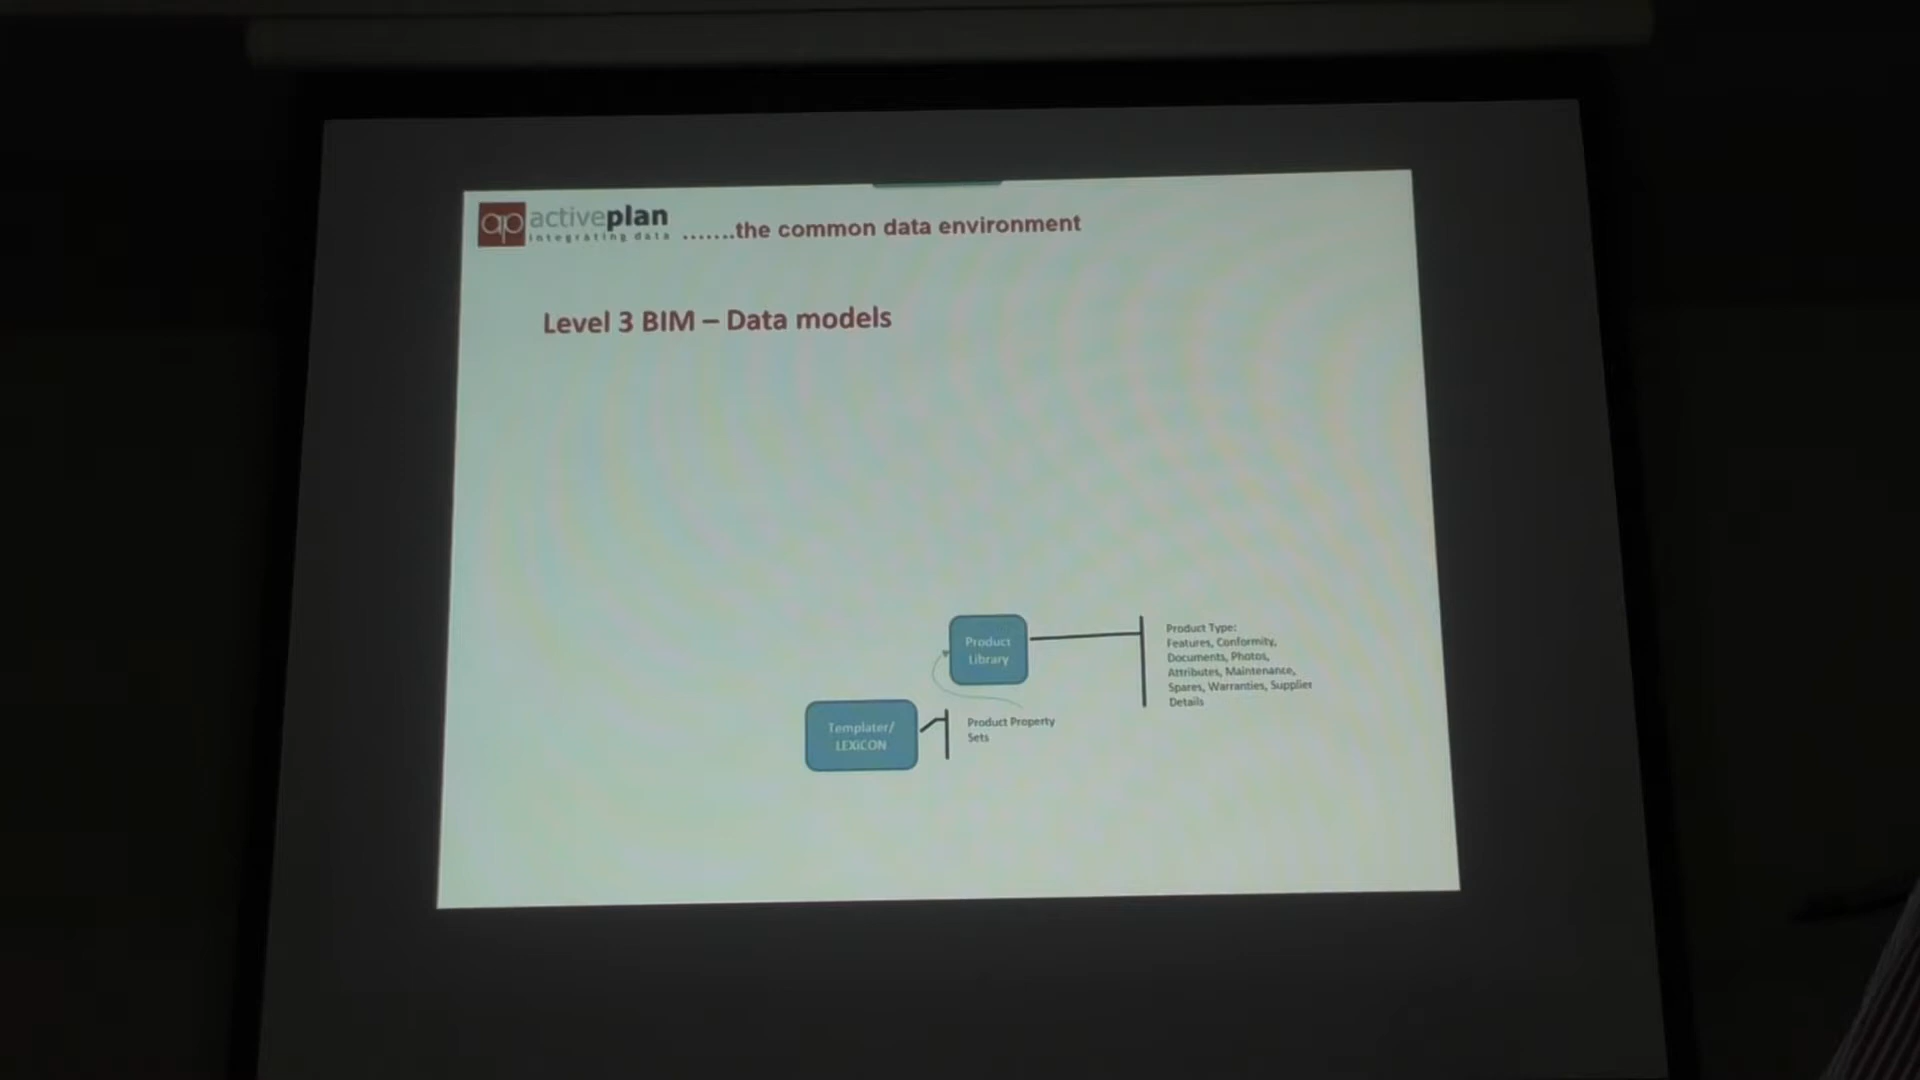 ap activeplan
integrating data .......the common data environment
Level 3 BIM – Data models
Product
Library
Product Type:
Features, Conformity,
Documents, Photos,
Attributes, Maintenance,
Spares, Warranties, Supplier
Details
Templater/
LEXiCON
Product Property
Sets